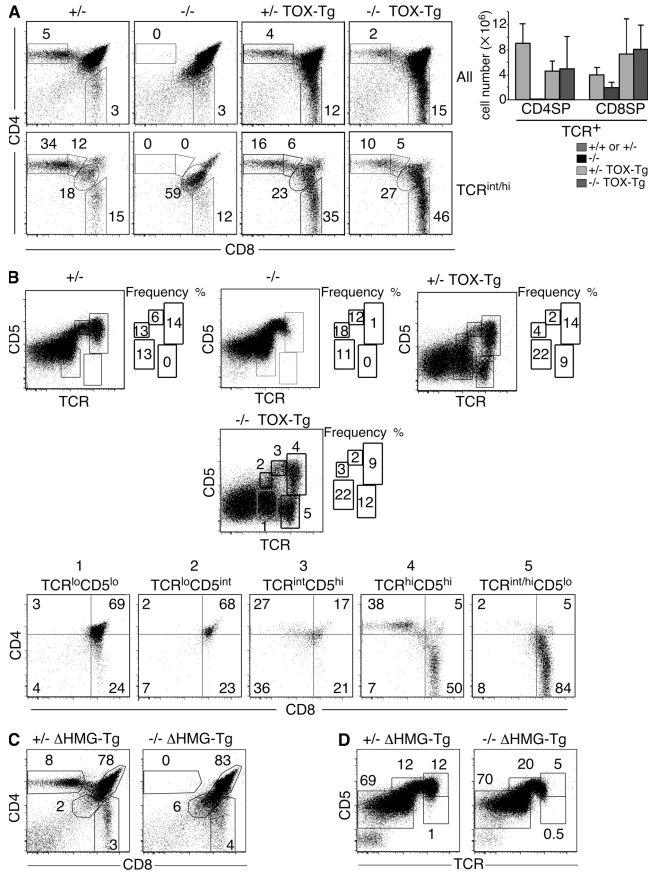 A
+/-
-/-
+/- TOX-Tg
-/- TOX-Tg
5
0
4
2
3
3
12
15
All
CD4
34 12
0 0
16 6
10 5
18
59
23
27
15
12
35
46
TCRint/hi
CD8
cell number (× 10⁶)
12
8
4
0
CD4SP CD8SP
TCR+
+/+ or +/-
-/-
+/- TOX-Tg
-/- TOX-Tg
B
+/-
-/-
+/- TOX-Tg
Frequency %
6
13
14
13
0
Frequency %
12
18
1
11
0
Frequency %
2
4
14
22
9
CD5
TCR
CD5
TCR
CD5
TCR
-/- TOX-Tg
Frequency %
2
3
9
22
12
CD5
TCR
1
2
3
4
5
1
2
3
4
5
TCRloCD5lo
TCRloCD5int
TCRintCD5hi
TCRhiCD5hi
TCRint/hiCD5lo
3 69
2 68
27 17
38 5
2 5
4 24
7 23
36 21
7 50
8 84
CD4
CD8
C
+/- ΔHMG-Tg
-/- ΔHMG-Tg
8 78
0 83
2
6
3
4
CD4
CD8
D
+/- ΔHMG-Tg
-/- ΔHMG-Tg
69
12 12
1
70
20 5
0.5
CD5
TCR